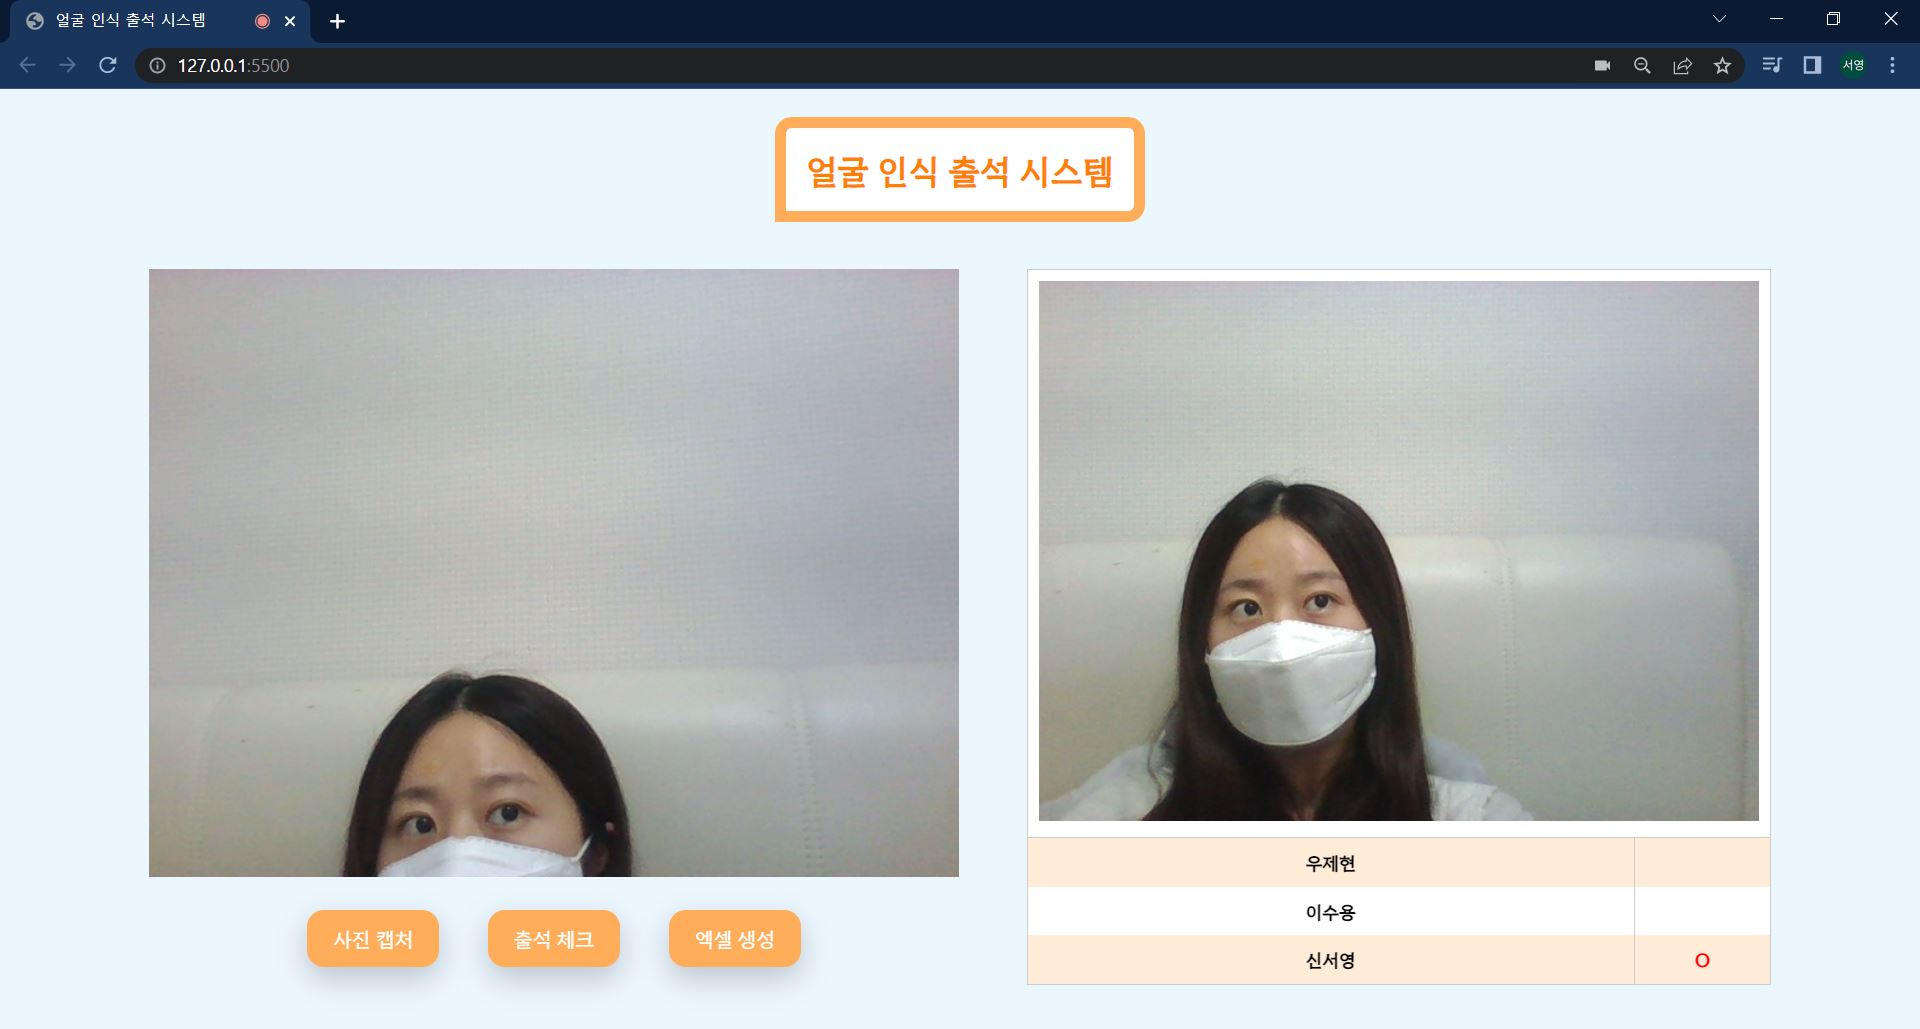 얼굴 인식 출석 시스템
127.0.0.1:5500
서영
얼굴 인식 출석 시스템
사진 캡처
출석 체크
엑셀 생성
우제현
이수용
신서영 O